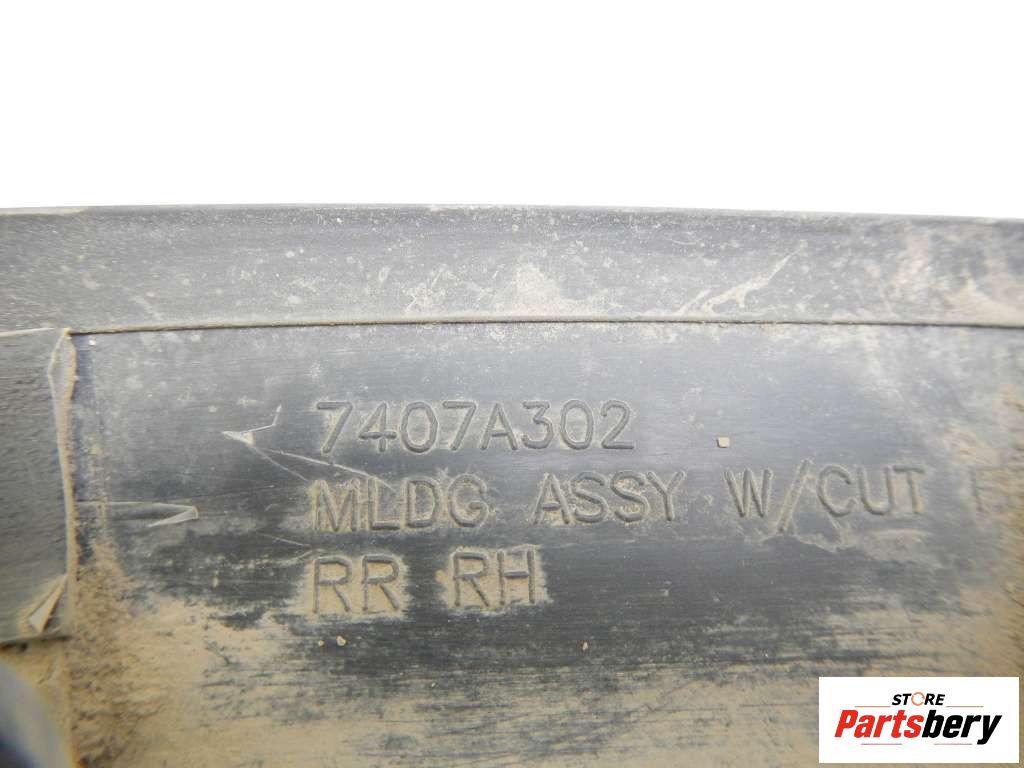 7407A302
MLDG ASSY W/CUT
RR RH
STORE
Partsbery